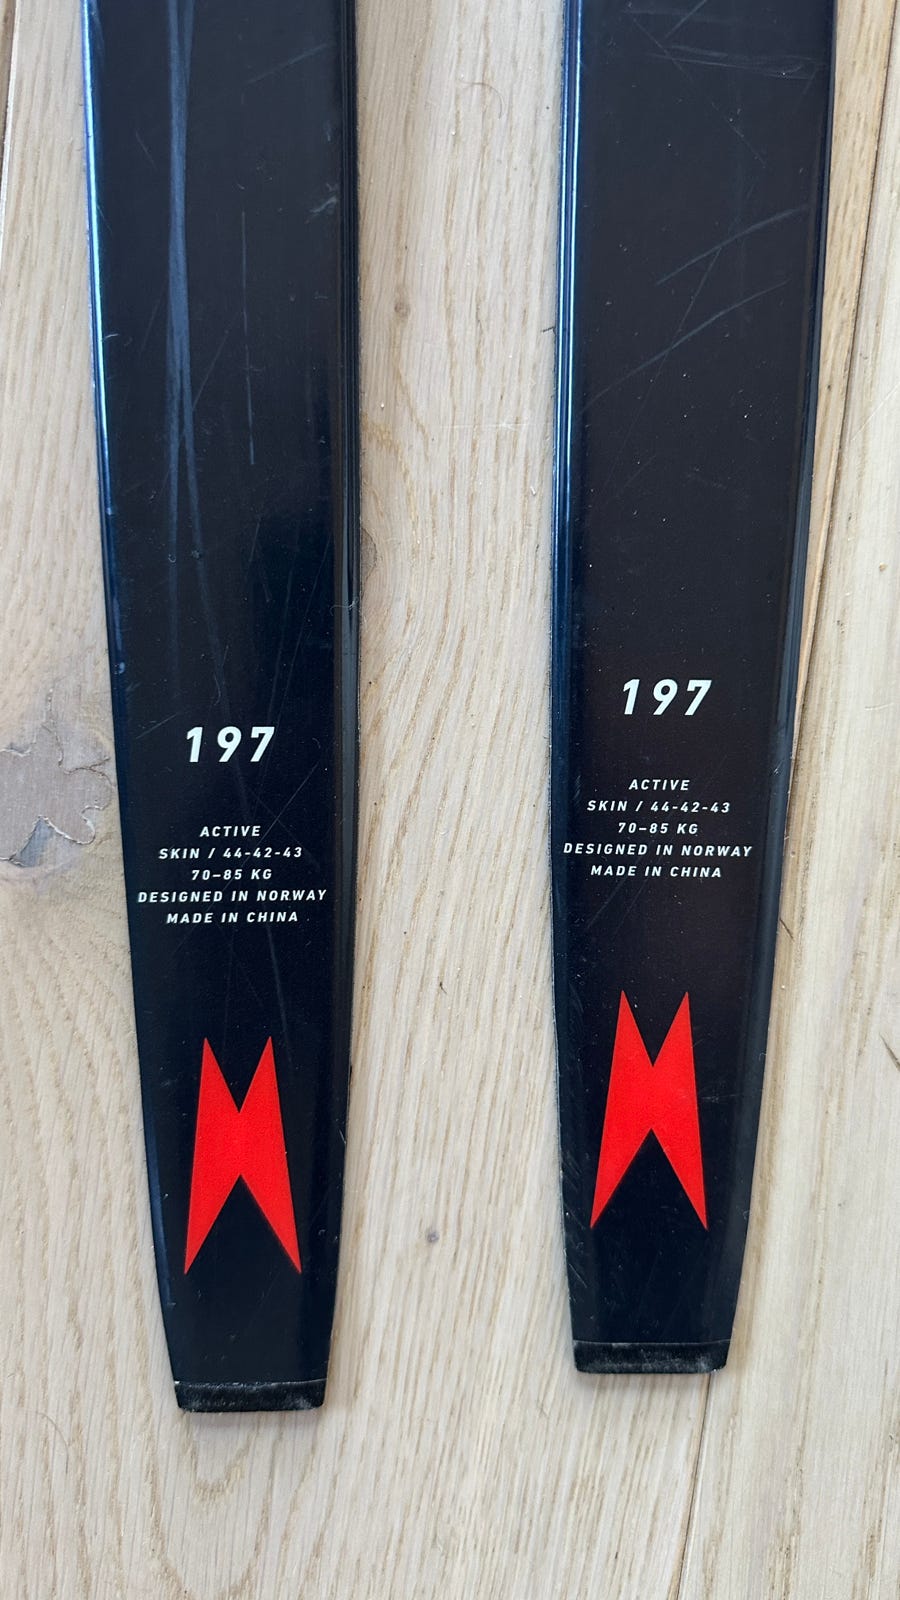 197
ACTIVE
SKIN / 44-42-43
70-85 KG
DESIGNED IN NORWAY
MADE IN CHINA
197
ACTIVE
SKIN / 44-42-43
70-85 KG
DESIGNED IN NORWAY
MADE IN CHINA